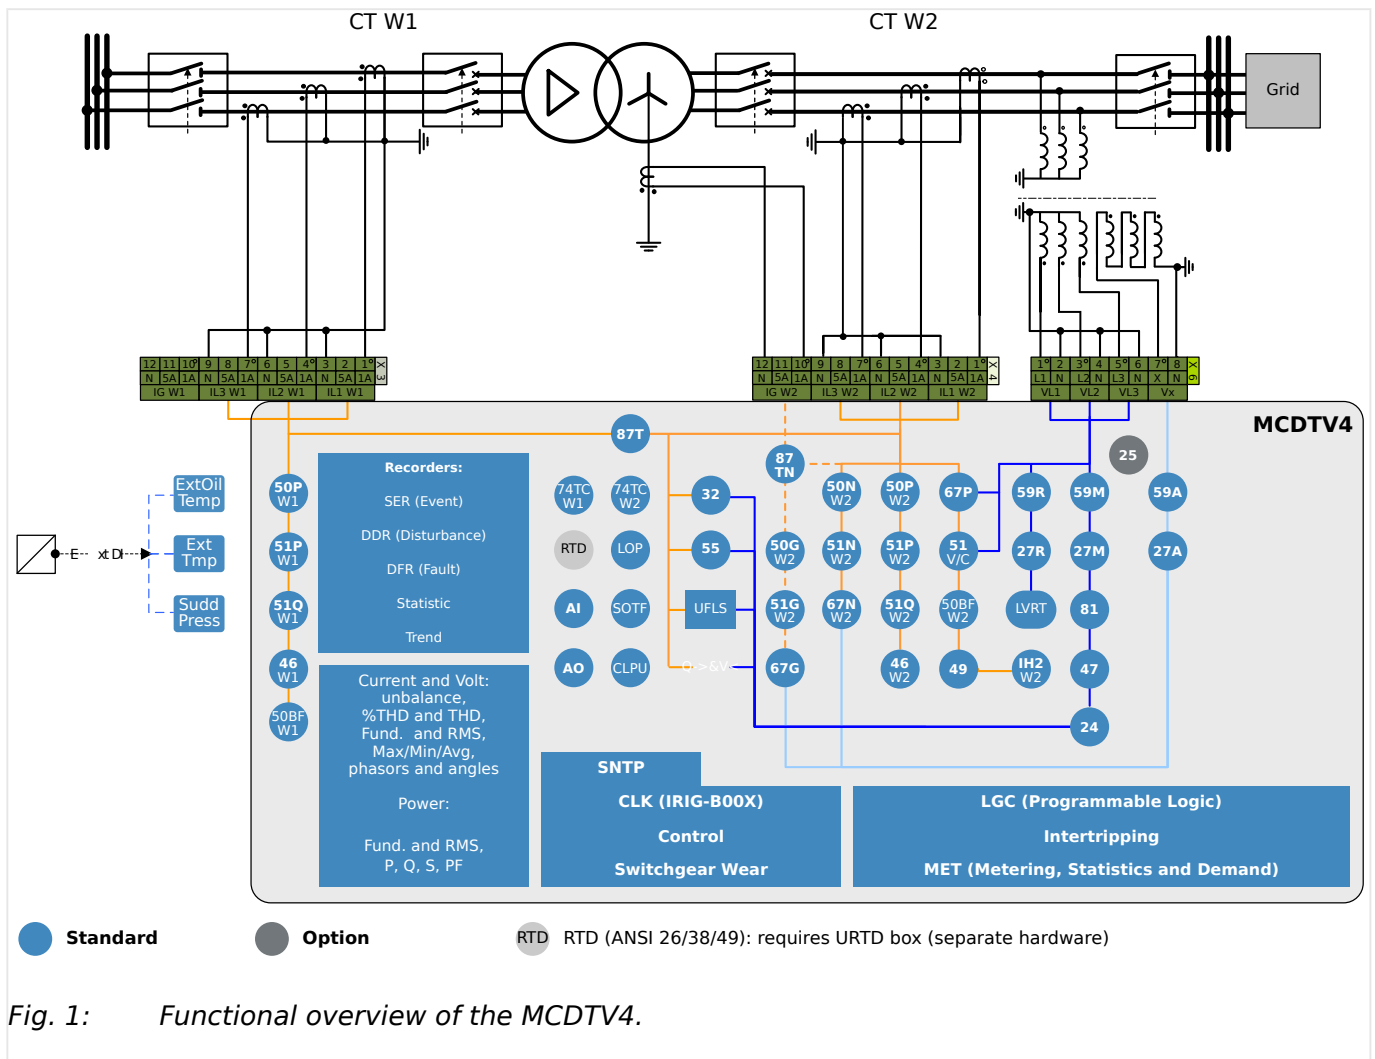 CT W1
CT W2
Grid
12 11 10° 9 8 7° 6 5 4° 3 2 1°
N 5A 1A N 5A 1A N 5A 1A N 5A 1A
IG W1 IL3 W1 IL2 W1 IL1 W1
X 3
12 11 10° 9 8 7° 6 5 4° 3 2 1°
N 5A 1A N 5A 1A N 5A 1A N 5A 1A
IG W2 IL3 W2 IL2 W2 IL1 W2
X 4
1° 2 3° 4 5° 6 7° 8
L1 N L2 N L3 N X N
VL1 VL2 VL3 Vx
X 6
MCDTV4
87T
87
TN
25
ExtOil
Temp
Ext
Tmp
Sudd
Press
E xt DI
50P
W1
51P
W1
51Q
W1
46
W1
50BF
W1
Recorders:
SER (Event)
DDR (Disturbance)
DFR (Fault)
Statistic
Trend
Current and Volt:
unbalance,
%THD and THD,
Fund. and RMS,
Max/Min/Avg,
phasors and angles
Power:
Fund. and RMS,
P, Q, S, PF
74TC
W1
74TC
W2
RTD
LOP
AI
SOTF
AO
CLPU
32
55
UFLS
Q->&V<
50G
W2
51G
W2
67G
50N
W2
51N
W2
67N
W2
50P
W2
51P
W2
51Q
W2
46
W2
67P
51
V/C
50BF
W2
49
59R
27R
LVRT
IH2
W2
59M
27M
81
47
24
59A
27A
SNTP
CLK (IRIG-B00X)
Control
Switchgear Wear
LGC (Programmable Logic)
Intertripping
MET (Metering, Statistics and Demand)
Standard
Option
RTD
RTD (ANSI 26/38/49): requires URTD box (separate hardware)
Fig. 1: Functional overview of the MCDTV4.